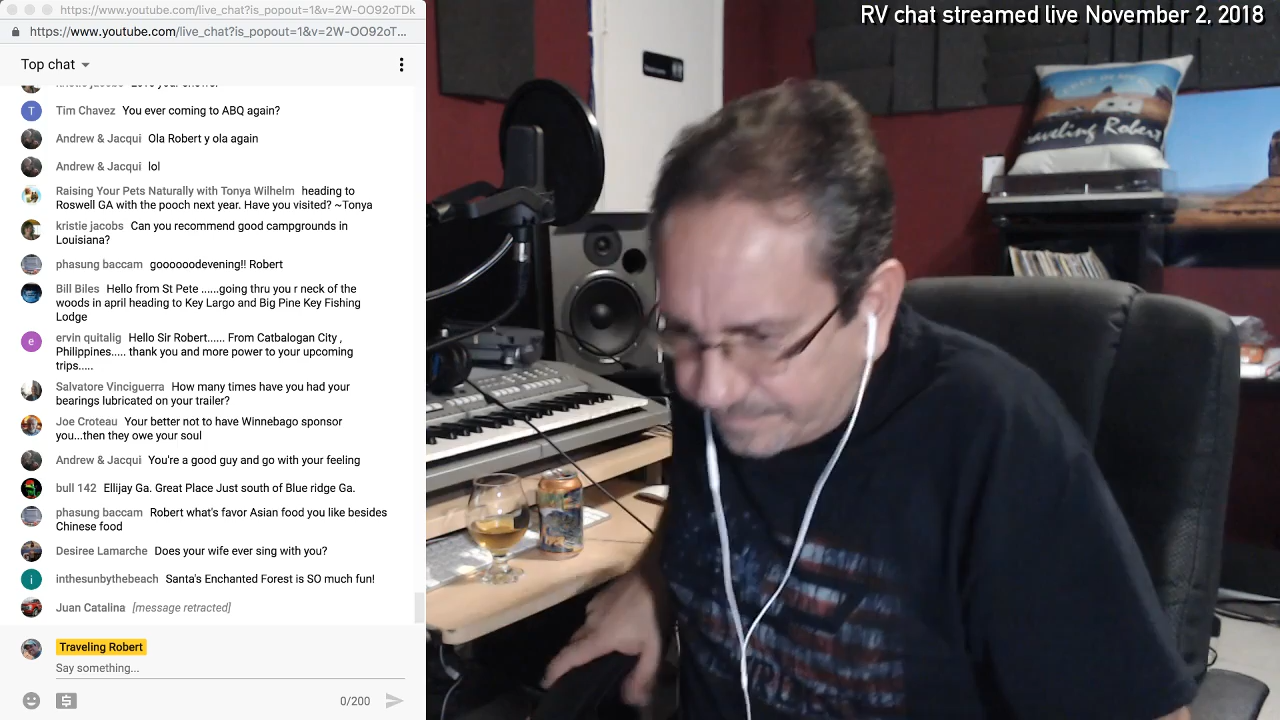 https://www.youtube.com/live_chat?is_popout=1&v=2W-OO92oTDk
https://www.youtube.com/live_chat?is_popout=1&v=2W-OO92oT...
RV chat streamed live November 2, 2018
Top chat
Tim Chavez You ever coming to ABQ again?
Andrew & Jacqui Ola Robert y ola again
Andrew & Jacqui lol
Raising Your Pets Naturally with Tonya Wilhelm heading to
Roswell GA with the pooch next year. Have you visited? ~Tonya
kristie jacobs Can you recommend good campgrounds in
Louisiana?
phasung baccam goooooodevening!! Robert
Bill Biles Hello from St Pete ......going thru you r neck of the
woods in april heading to Key Largo and Big Pine Key Fishing
Lodge
e
ervin quitalig Hello Sir Robert...... From Catbalogan City ,
Philippines..... thank you and more power to your upcoming
trips.....
Salvatore Vinciguerra How many times have you had your
bearings lubricated on your trailer?
Joe Croteau Your better not to have Winnebago sponsor
you...then they owe your soul
Andrew & Jacqui You're a good guy and go with your feeling
bull 142 Ellijay Ga. Great Place Just south of Blue ridge Ga.
phasung baccam Robert what's favor Asian food you like besides
Chinese food
Desiree Lamarche Does your wife ever sing with you?
i
inthesunbythebeach Santa's Enchanted Forest is SO much fun!
Juan Catalina [message retracted]
Traveling Robert
Say something...
0/200
T
Traveling Robert